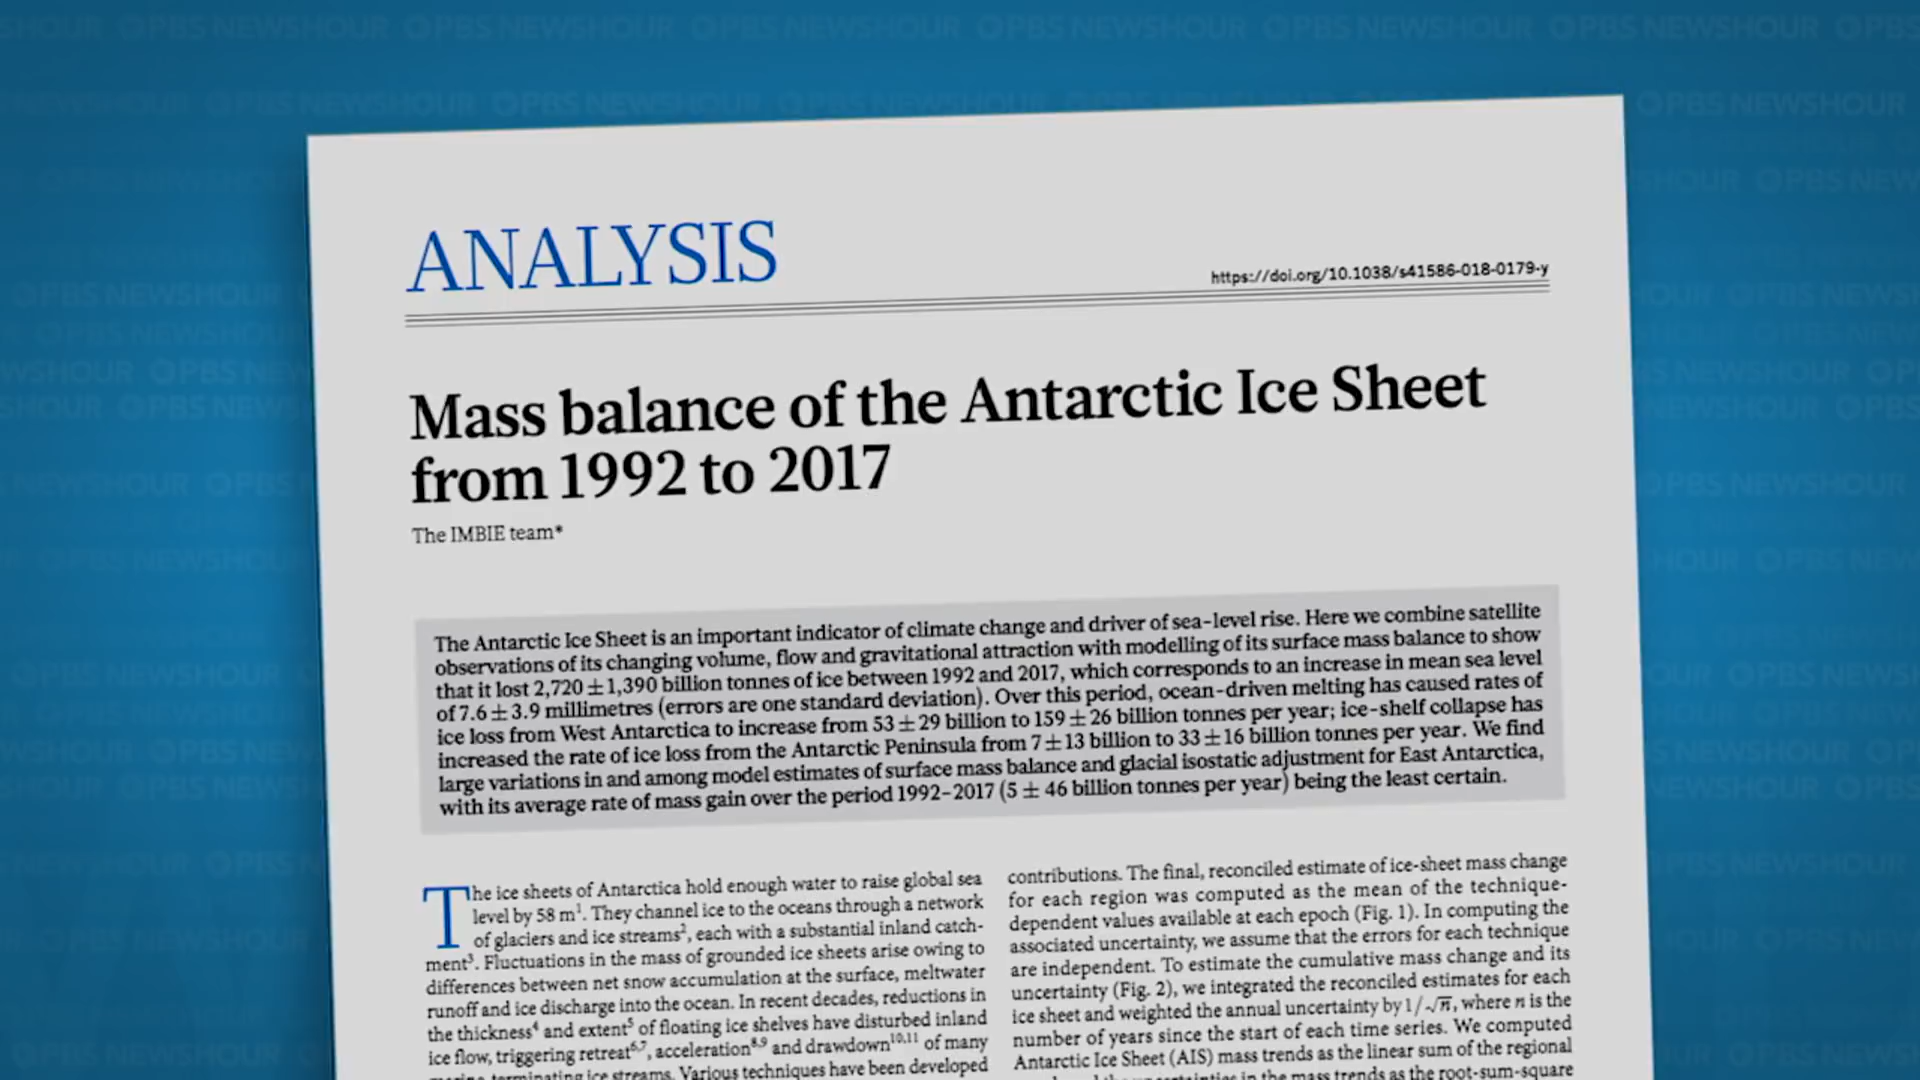 ANALYSIS
https://doi.org/10.1038/s41586-018-0179-y
Mass balance of the Antarctic Ice Sheet
from 1992 to 2017
The IMBIE team*
The Antarctic Ice Sheet is an important indicator of climate change and driver of sea-level rise. Here we combine satellite
observations of its changing volume, flow and gravitational attraction with modelling of its surface mass balance to show
that it lost 2,720 ± 1,390 billion tonnes of ice between 1992 and 2017, which corresponds to an increase in mean sea level
of 7.6 ± 3.9 millimetres (errors are one standard deviation). Over this period, ocean-driven melting has caused rates of
ice loss from West Antarctica to increase from 53 ± 29 billion to 159 ± 26 billion tonnes per year; ice-shelf collapse has
increased the rate of ice loss from the Antarctic Peninsula from 7 ± 13 billion to 33 ± 16 billion tonnes per year. We find
large variations in and among model estimates of surface mass balance and glacial isostatic adjustment for East Antarctica,
with its average rate of mass gain over the period 1992–2017 (5 ± 46 billion tonnes per year) being the least certain.
The ice sheets of Antarctica hold enough water to raise global sea
level by 58 m¹. They channel ice to the oceans through a network
of glaciers and ice streams², each with a substantial inland catch-
ment³. Fluctuations in the mass of grounded ice sheets arise owing to
differences between net snow accumulation at the surface, meltwater
runoff and ice discharge into the ocean. In recent decades, reductions in
the thickness⁴ and extent⁵ of floating ice shelves have disturbed inland
ice flow, triggering retreat⁶,⁷, acceleration⁸,⁹ and drawdown¹⁰,¹¹ of many
terminating ice streams. Various techniques have been developed
contributions. The final, reconciled estimate of ice-sheet mass change
for each region was computed as the mean of the technique-
dependent values available at each epoch (Fig. 1). In computing the
associated uncertainty, we assume that the errors for each technique
are independent. To estimate the cumulative mass change and its
uncertainty (Fig. 2), we integrated the reconciled estimates for each
ice sheet and weighted the annual uncertainty by 1/√n, where n is the
number of years since the start of each time series. We computed
Antarctic Ice Sheet (AIS) mass trends as the linear sum of the regional
in the mass trends as the root-sum-square
PBS NEWSHOUR